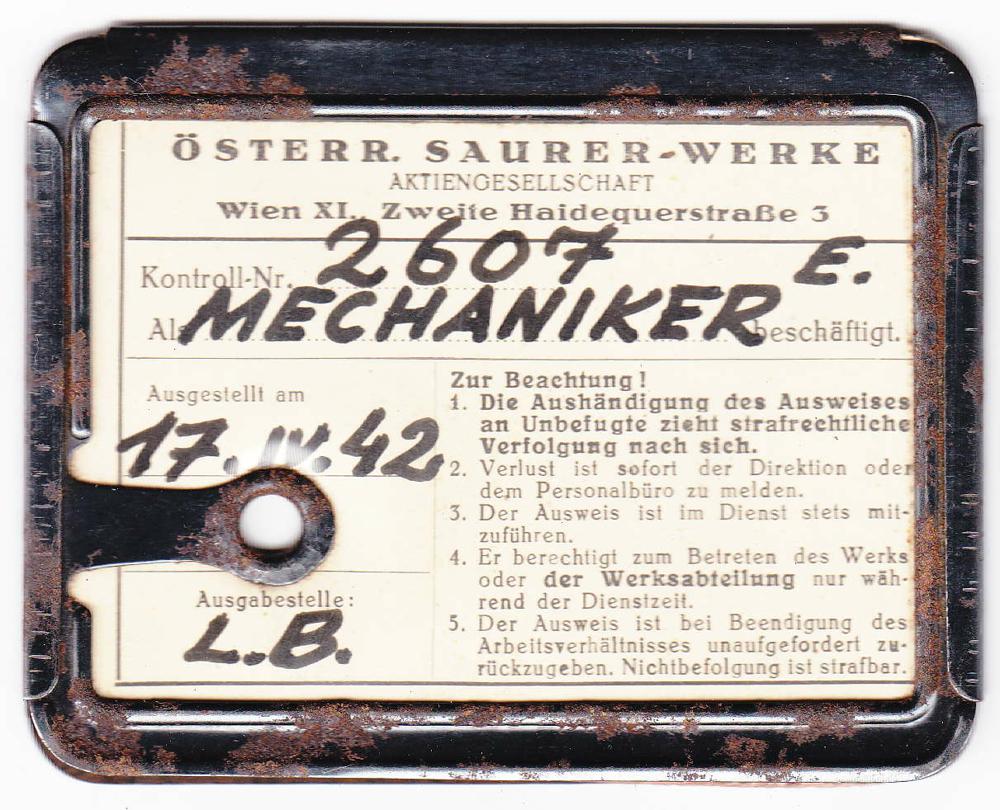 ÖSTERR. SAURER-WERKE
AKTIENGESELLSCHAFT
Wien XI., Zweite Haidequerstraße 3
Kontroll-Nr. 2607 E.
Als MECHANIKER beschäftigt.
Ausgestellt am
17.IV.42
Ausgabestelle:
L.B.
Zur Beachtung!
1. Die Aushändigung des Ausweises
an Unbefugte zieht strafrechtliche
Verfolgung nach sich.
2. Verlust ist sofort der Direktion oder
dem Personalbüro zu melden.
3. Der Ausweis ist im Dienst stets mit-
zuführen.
4. Er berechtigt zum Betreten des Werks
oder der Werksabteilung nur wäh-
rend der Dienstzeit.
5. Der Ausweis ist bei Beendigung des
Arbeitsverhältnisses unaufgefordert zu-
rückzugeben. Nichtbefolgung ist strafbar.